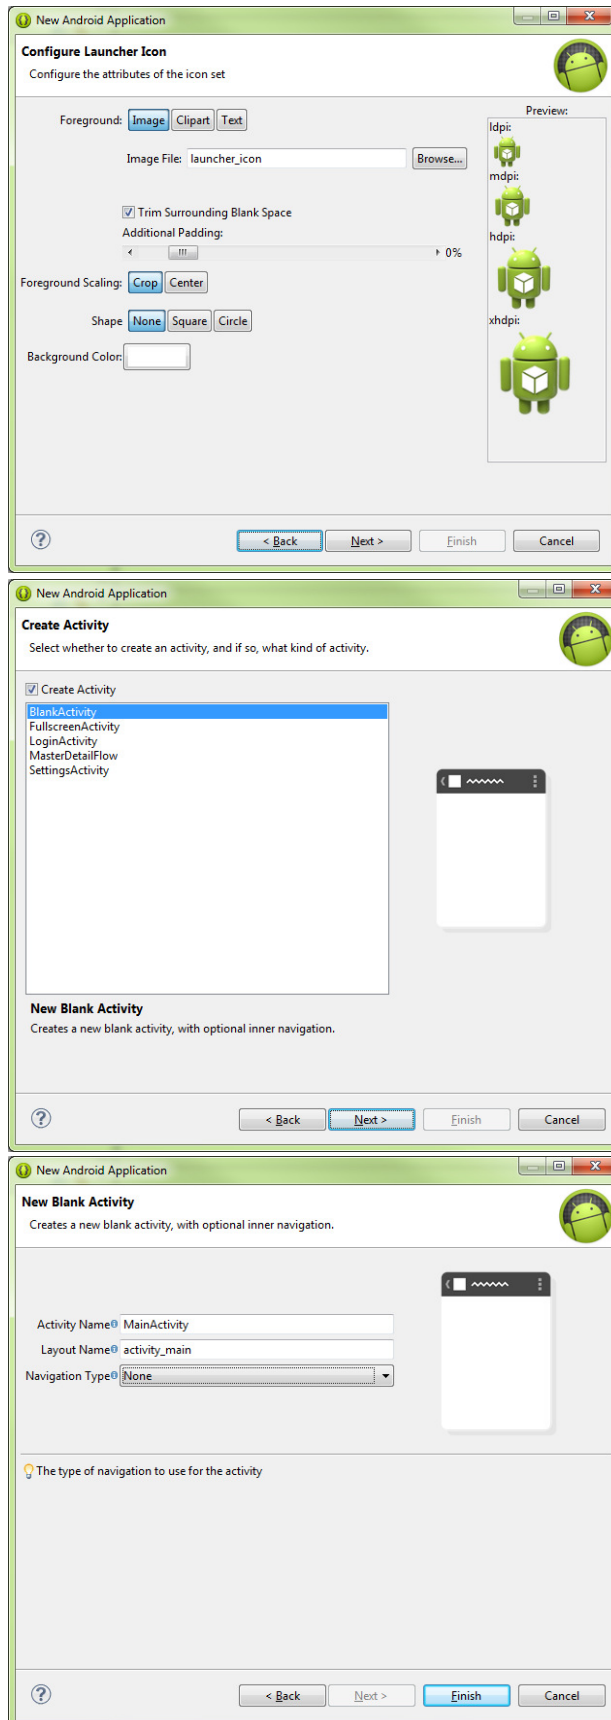 New Android Application
Configure Launcher Icon
Configure the attributes of the icon set
Foreground: Image Clipart Text
Preview:
ldpi:
Image File: launcher_icon Browse...
mdpi:
Trim Surrounding Blank Space
Additional Padding:
hdpi:
0%
Foreground Scaling: Crop Center
Shape None Square Circle
xhdpi:
Background Color:
< Back Next > Finish Cancel
New Android Application
Create Activity
Select whether to create an activity, and if so, what kind of activity.
Create Activity
BlankActivity
FullscreenActivity
LoginActivity
MasterDetailFlow
SettingsActivity
New Blank Activity
Creates a new blank activity, with optional inner navigation.
< Back Next > Finish Cancel
New Android Application
New Blank Activity
Creates a new blank activity, with optional inner navigation.
Activity Name MainActivity
Layout Name activity_main
Navigation Type None
The type of navigation to use for the activity
< Back Next > Finish Cancel